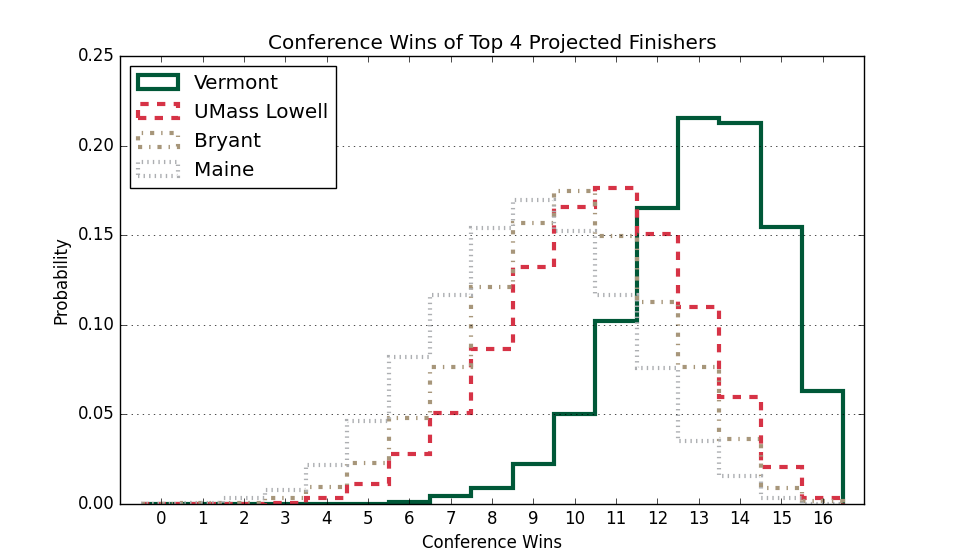 Conference Wins of Top 4 Projected Finishers
0.25
0.20
0.15
0.10
0.05
0.00
Probability
Vermont
UMass Lowell
Bryant
Maine
0 1 2 3 4 5 6 7 8 9 10 11 12 13 14 15 16
Conference Wins